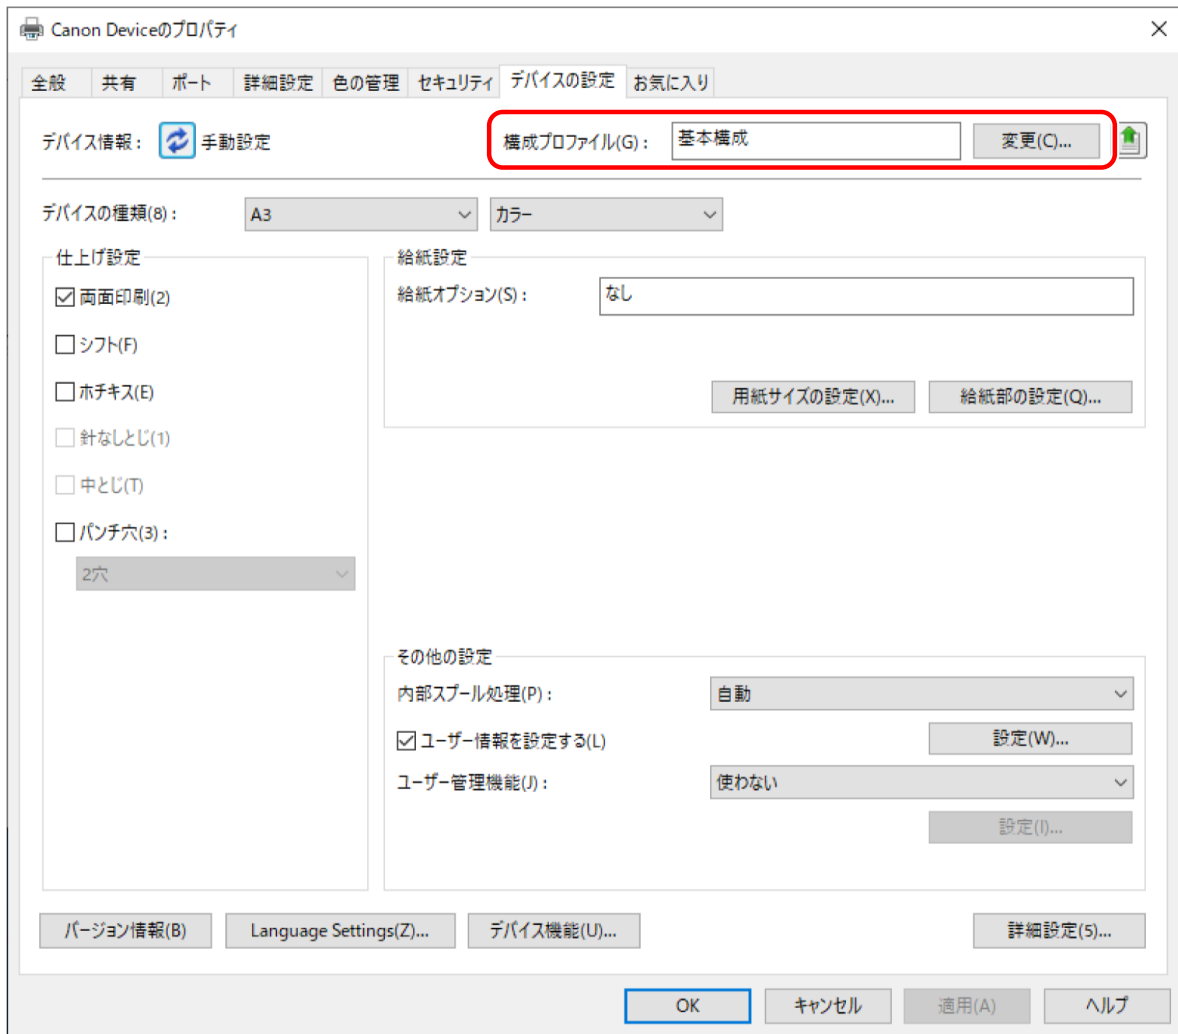 Canon Deviceのプロパティ
全般 共有 ポート 詳細設定 色の管理 セキュリティ デバイスの設定 お気に入り
デバイス情報: 手動設定 構成プロファイル(G): 基本構成 変更(C)...
デバイスの種類(8): A3 カラー
仕上げ設定
両面印刷(2)
シフト(F)
ホチキス(E)
針なしとじ(1)
中とじ(T)
パンチ穴(3):
2穴
給紙設定
給紙オプション(S): なし
用紙サイズの設定(X)... 給紙部の設定(Q)...
その他の設定
内部スプール処理(P): 自動
ユーザー情報を設定する(L) 設定(W)...
ユーザー管理機能(J): 使わない
設定(I)...
バージョン情報(B) Language Settings(Z)... デバイス機能(U)... 詳細設定(5)...
OK キャンセル 適用(A) ヘルプ